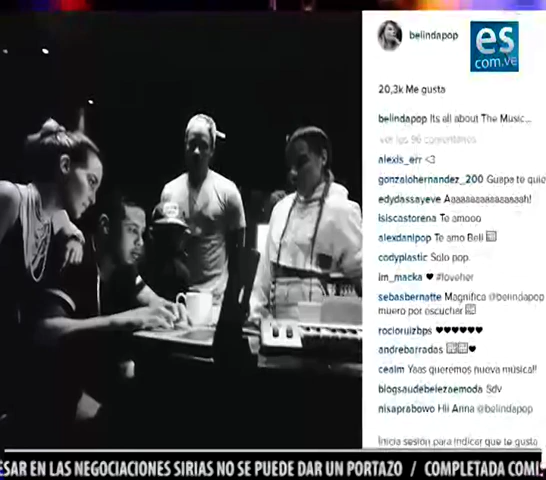 belindapop
es
com.ve
20,3k Me gusta
belindapop Its all about The Music...
ver los 96 comentarios
alexis_err <3
gonzalohernandez_200 Guapa te quie
edydassayeve Aaaaaaaaaaaaaaah!
isiscastorena Te amooo
alexdanipop Te amo Beli
codyplastic Solo pop.
im_macka ♥ #loveher
sebasbernatte Magnifica @belindapop
muero por escuchar
rocioruizbps ♥♥♥♥♥♥
andrebarradas ♥
cealm Yaas queremos nueva música!!
blogsaudebelezaemoda Sdv
nisaprabowo Hii Anna @belindapop
Inicia sesión para indicar que te gusta
ESAR EN LAS NEGOCIACIONES SIRIAS NO SE PUEDE DAR UN PORTAZO / COMPLETADA COMI